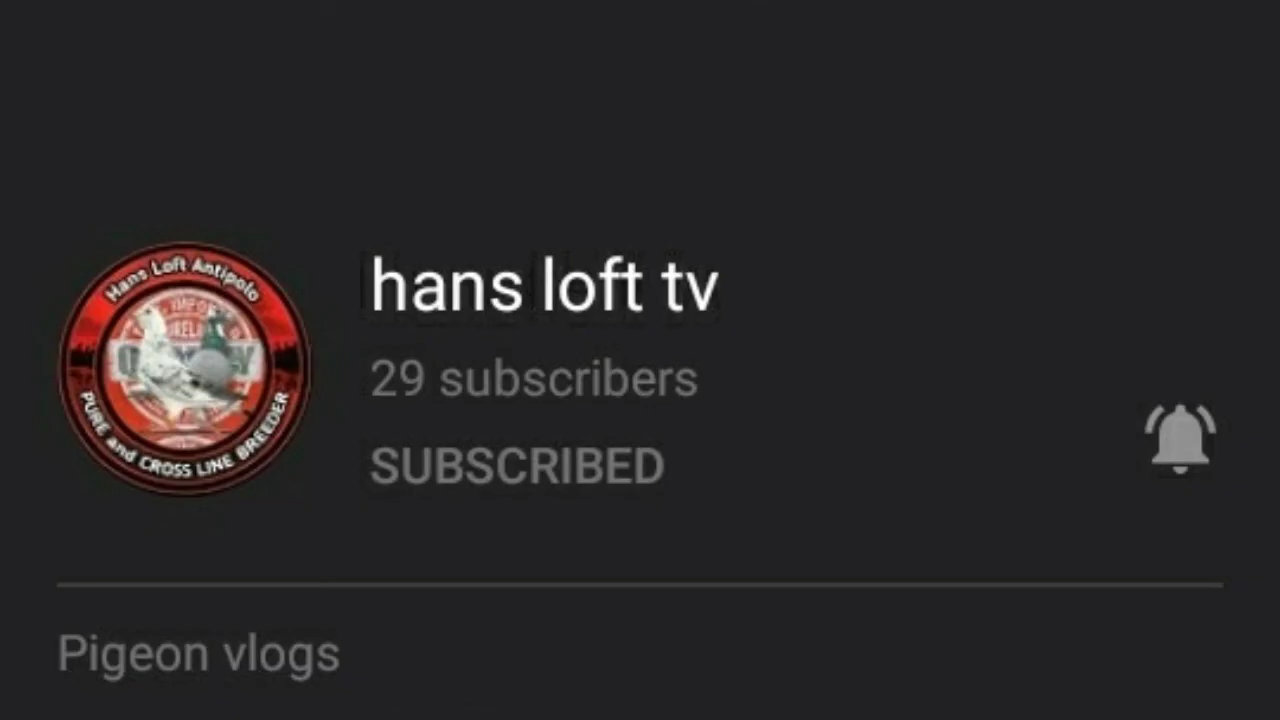 Hans Loft Antipolo
PURE and CROSS LINE BREEDER
hans loft tv
29 subscribers
SUBSCRIBED
Pigeon vlogs